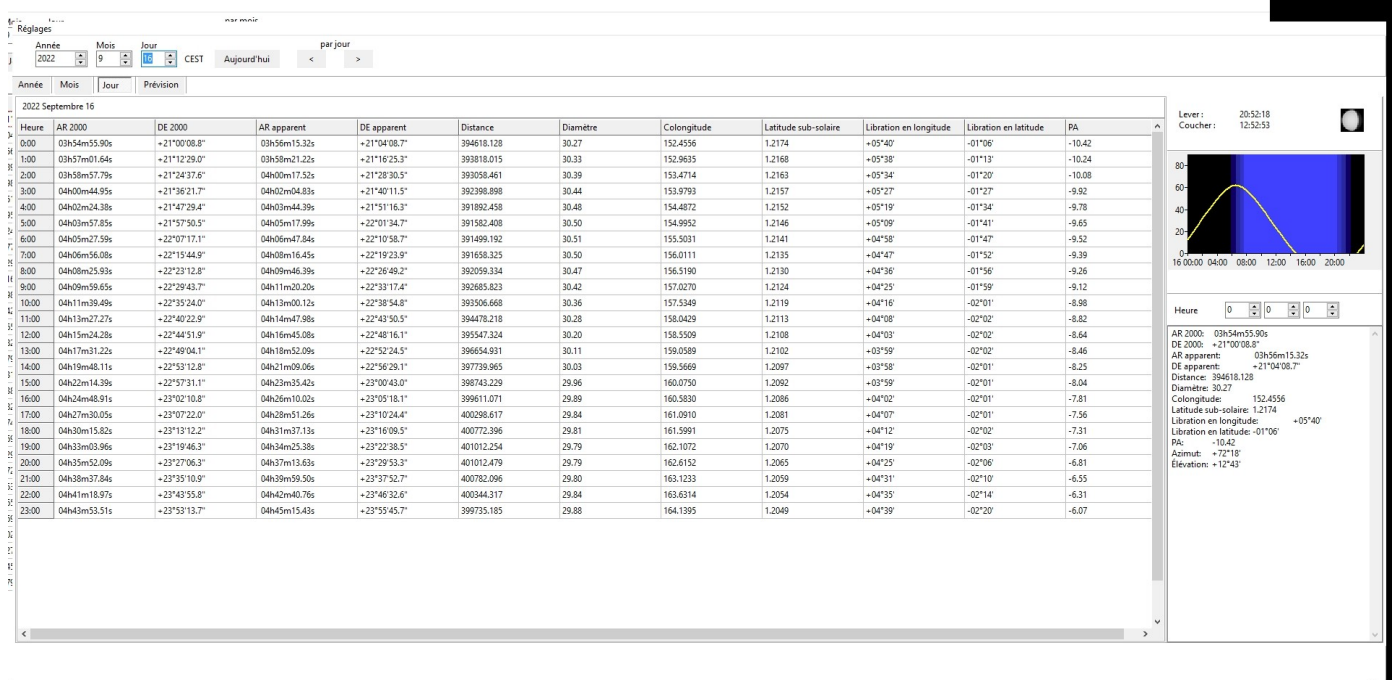 par mois
Réglages
Année Mois Jour par jour
2022 9 16 CEST Aujourd'hui < >
Année Mois Jour Prévision
2022 Septembre 16
Heure AR 2000 DE 2000 AR apparent DE apparent Distance Diamètre Colongitude Latitude sub-solaire Libration en longitude Libration en latitude PA
0:00 03h54m55.90s +21°00'08.8" 03h56m15.32s +21°04'08.7" 394618.128 30.27 152.4556 1.2174 +05°40' -01°06' -10.42
1:00 03h57m01.64s +21°12'29.0" 03h58m21.22s +21°16'25.3" 393818.015 30.33 152.9635 1.2168 +05°38' -01°13' -10.24
2:00 03h58m57.79s +21°24'37.6" 04h00m17.52s +21°28'30.5" 393058.461 30.39 153.4714 1.2163 +05°34' -01°20' -10.08
3:00 04h00m44.95s +21°36'21.7" 04h02m04.83s +21°40'11.5" 392398.898 30.44 153.9793 1.2157 +05°27' -01°27' -9.92
4:00 04h02m24.38s +21°47'29.4" 04h03m44.39s +21°51'16.3" 391892.458 30.48 154.4872 1.2152 +05°19' -01°34' -9.78
5:00 04h03m57.85s +21°57'50.5" 04h05m17.99s +22°01'34.7" 391582.408 30.50 154.9952 1.2146 +05°09' -01°41' -9.65
6:00 04h05m27.59s +22°07'17.1" 04h06m47.84s +22°10'58.7" 391499.192 30.51 155.5031 1.2141 +04°58' -01°47' -9.52
7:00 04h06m56.08s +22°15'44.9" 04h08m16.45s +22°19'23.9" 391658.325 30.50 156.0111 1.2135 +04°47' -01°52' -9.39
8:00 04h08m25.93s +22°23'12.8" 04h09m46.39s +22°26'49.2" 392059.334 30.47 156.5190 1.2130 +04°36' -01°56' -9.26
9:00 04h09m59.65s +22°29'43.7" 04h11m20.20s +22°33'17.4" 392685.823 30.42 157.0270 1.2124 +04°25' -01°59' -9.12
10:00 04h11m39.49s +22°35'24.0" 04h13m00.12s +22°38'54.8" 393506.668 30.36 157.5349 1.2119 +04°16' -02°01' -8.98
11:00 04h13m27.27s +22°40'22.9" 04h14m47.98s +22°43'50.5" 394478.218 30.28 158.0429 1.2113 +04°08' -02°02' -8.82
12:00 04h15m24.28s +22°44'51.9" 04h16m45.08s +22°48'16.1" 395547.324 30.20 158.5509 1.2108 +04°03' -02°02' -8.64
13:00 04h17m31.22s +22°49'04.1" 04h18m52.09s +22°52'24.5" 396654.931 30.11 159.0589 1.2102 +03°59' -02°02' -8.46
14:00 04h19m48.11s +22°53'12.8" 04h21m09.06s +22°56'29.1" 397739.965 30.03 159.5669 1.2097 +03°58' -02°01' -8.25
15:00 04h22m14.39s +22°57'31.1" 04h23m35.42s +23°00'43.0" 398743.229 29.96 160.0750 1.2092 +03°59' -02°01' -8.04
16:00 04h24m48.91s +23°02'10.8" 04h26m10.02s +23°05'18.1" 399611.071 29.89 160.5830 1.2086 +04°02' -02°01' -7.81
17:00 04h27m30.05s +23°07'22.0" 04h28m51.26s +23°10'24.4" 400298.617 29.84 161.0910 1.2081 +04°07' -02°01' -7.56
18:00 04h30m15.82s +23°13'12.2" 04h31m37.13s +23°16'09.5" 400772.396 29.81 161.5991 1.2075 +04°12' -02°02' -7.31
19:00 04h33m03.96s +23°19'46.3" 04h34m25.38s +23°22'38.5" 401012.254 29.79 162.1072 1.2070 +04°19' -02°03' -7.06
20:00 04h35m52.09s +23°27'06.3" 04h37m13.63s +23°29'53.3" 401012.479 29.79 162.6152 1.2065 +04°25' -02°06' -6.81
21:00 04h38m37.84s +23°35'10.9" 04h39m59.50s +23°37'52.7" 400782.096 29.80 163.1233 1.2059 +04°31' -02°10' -6.55
22:00 04h41m18.97s +23°43'55.8" 04h42m40.76s +23°46'32.6" 400344.317 29.84 163.6314 1.2054 +04°35' -02°14' -6.31
23:00 04h43m53.51s +23°53'13.7" 04h45m15.43s +23°55'45.7" 399735.185 29.88 164.1395 1.2049 +04°39' -02°20' -6.07
Lever : 20:52:18
Coucher : 12:52:53
80
60
40
20
0
16 00:00 04:00 08:00 12:00 16:00 20:00
Heure 0 0 0
AR 2000: 03h54m55.90s
DE 2000: +21°00'08.8"
AR apparent: 03h56m15.32s
DE apparent: +21°04'08.7"
Distance: 394618.128
Diamètre: 30.27
Colongitude: 152.4556
Latitude sub-solaire: 1.2174
Libration en longitude: +05°40'
Libration en latitude: -01°06'
PA: -10.42
Azimut: +72°18'
Élévation: +12°43'